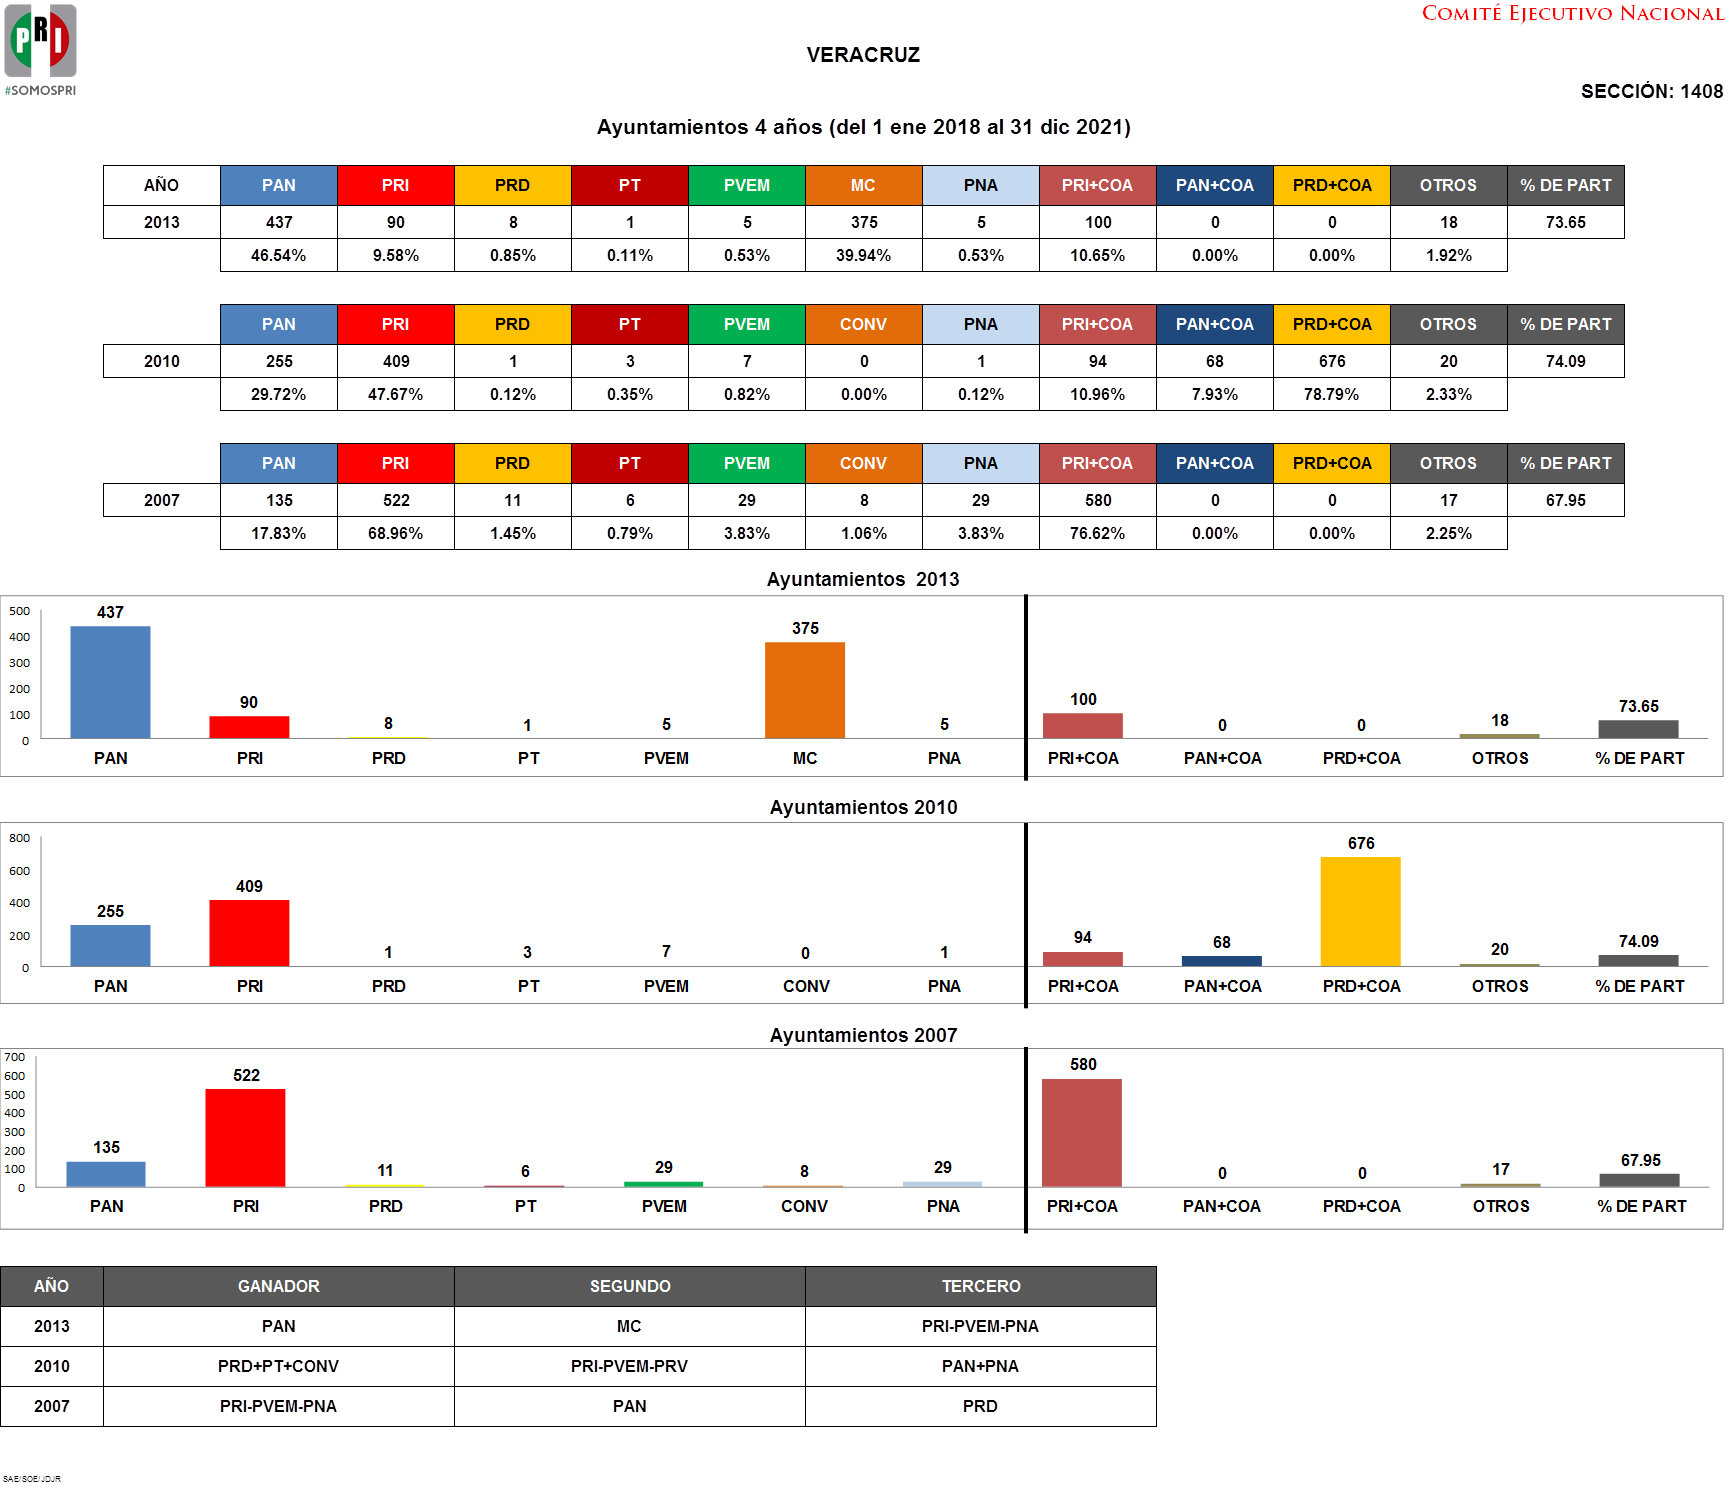 PRI
#SOMOSPRI
COMITÉ EJECUTIVO NACIONAL
VERACRUZ
SECCIÓN: 1408
Ayuntamientos 4 años (del 1 ene 2018 al 31 dic 2021)
AÑO PAN PRI PRD PT PVEM MC PNA PRI+COA PAN+COA PRD+COA OTROS % DE PART
2013 437 90 8 1 5 375 5 100 0 0 18 73.65
46.54% 9.58% 0.85% 0.11% 0.53% 39.94% 0.53% 10.65% 0.00% 0.00% 1.92%
PAN PRI PRD PT PVEM CONV PNA PRI+COA PAN+COA PRD+COA OTROS % DE PART
2010 255 409 1 3 7 0 1 94 68 676 20 74.09
29.72% 47.67% 0.12% 0.35% 0.82% 0.00% 0.12% 10.96% 7.93% 78.79% 2.33%
PAN PRI PRD PT PVEM CONV PNA PRI+COA PAN+COA PRD+COA OTROS % DE PART
2007 135 522 11 6 29 8 29 580 0 0 17 67.95
17.83% 68.96% 1.45% 0.79% 3.83% 1.06% 3.83% 76.62% 0.00% 0.00% 2.25%
Ayuntamientos 2013
500
400
300
200
100
0
437 90 8 1 5 375 5 100 0 0 18 73.65
PAN PRI PRD PT PVEM MC PNA PRI+COA PAN+COA PRD+COA OTROS % DE PART
Ayuntamientos 2010
800
600
400
200
0
255 409 1 3 7 0 1 94 68 676 20 74.09
PAN PRI PRD PT PVEM CONV PNA PRI+COA PAN+COA PRD+COA OTROS % DE PART
Ayuntamientos 2007
700
600
500
400
300
200
100
0
135 522 11 6 29 8 29 580 0 0 17 67.95
PAN PRI PRD PT PVEM CONV PNA PRI+COA PAN+COA PRD+COA OTROS % DE PART
AÑO GANADOR SEGUNDO TERCERO
2013 PAN MC PRI-PVEM-PNA
2010 PRD+PT+CONV PRI-PVEM-PRV PAN+PNA
2007 PRI-PVEM-PNA PAN PRD
SAE/SOE/JDJR